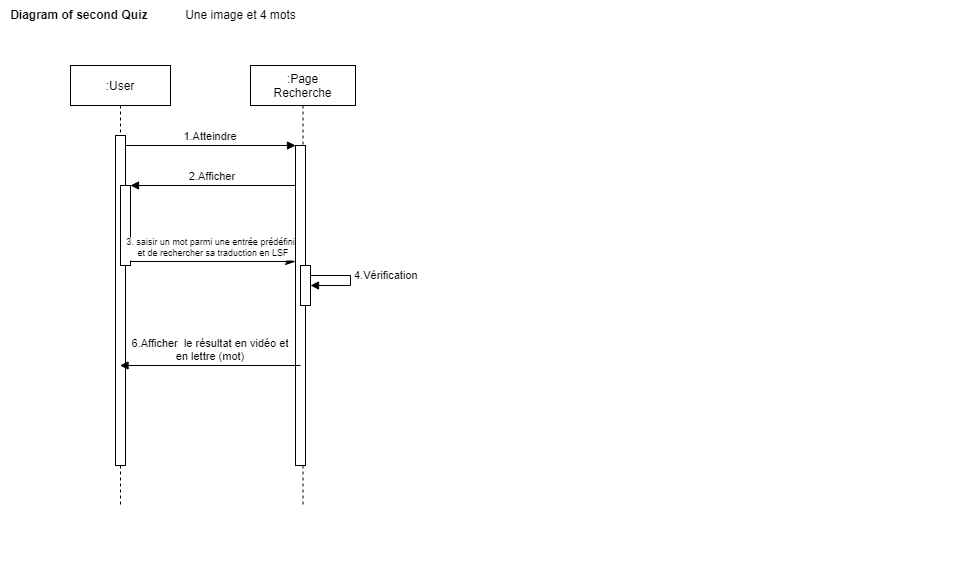 Diagram of second Quiz
Une image et 4 mots
:User
:Page
Recherche
1.Atteindre
2.Afficher
3. saisir un mot parmi une entrée prédéfini
et de rechercher sa traduction en LSF
4.Vérification
6.Afficher le résultat en vidéo et
en lettre (mot)